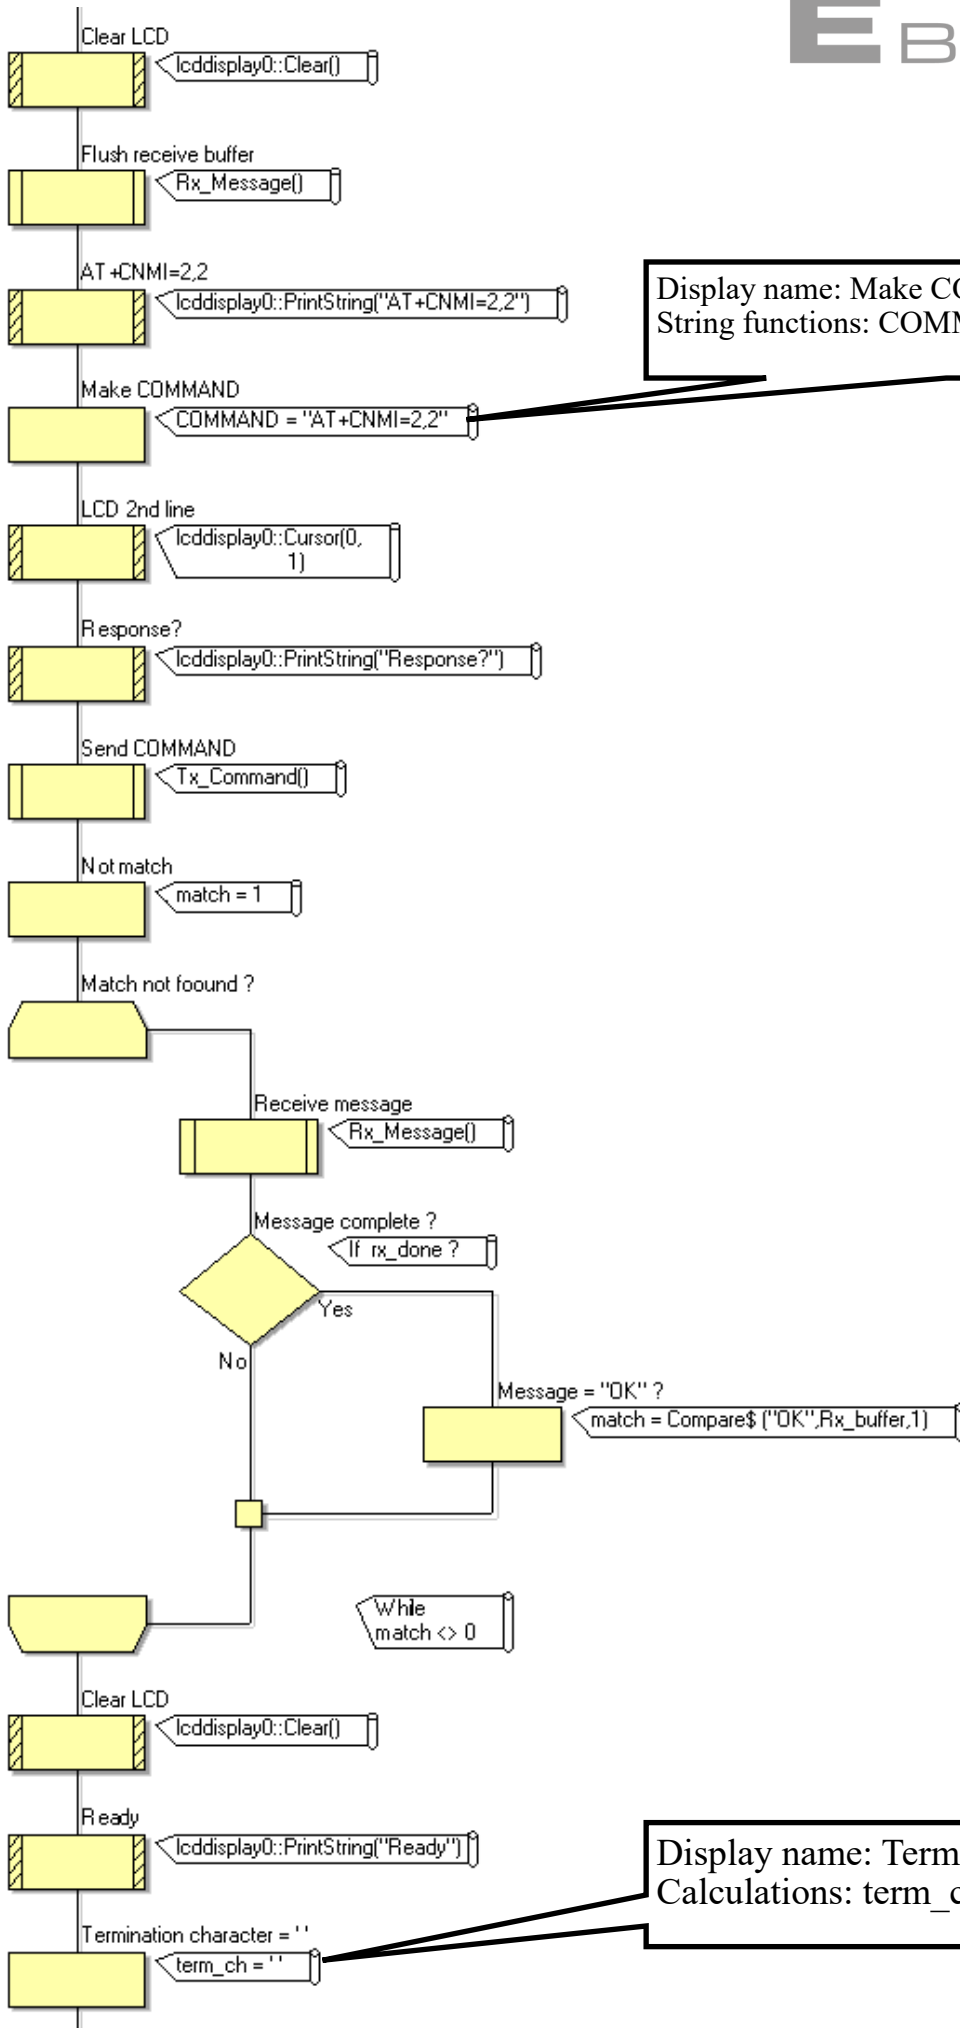 E B
Clear LCD
lcddisplay0::Clear()
Flush receive buffer
Rx_Message()
AT +CNMI=2,2
lcddisplay0::PrintString("AT+CNMI=2,2")
Display name: Make CO
String functions: COMM
Make COMMAND
COMMAND = "AT+CNMI=2,2"
LCD 2nd line
lcddisplay0::Cursor(0,
1)
Response?
lcddisplay0::PrintString("Response?")
Send COMMAND
Tx_Command()
Not match
match = 1
Match not foound ?
Receive message
Rx_Message()
Message complete ?
If rx_done ?
Yes
No
Message = "OK" ?
match = Compare$ ("OK",Rx_buffer,1)
While
match <> 0
Clear LCD
lcddisplay0::Clear()
Ready
lcddisplay0::PrintString("Ready")
Display name: Term
Calculations: term_c
Termination character = ' '
term_ch = ' '